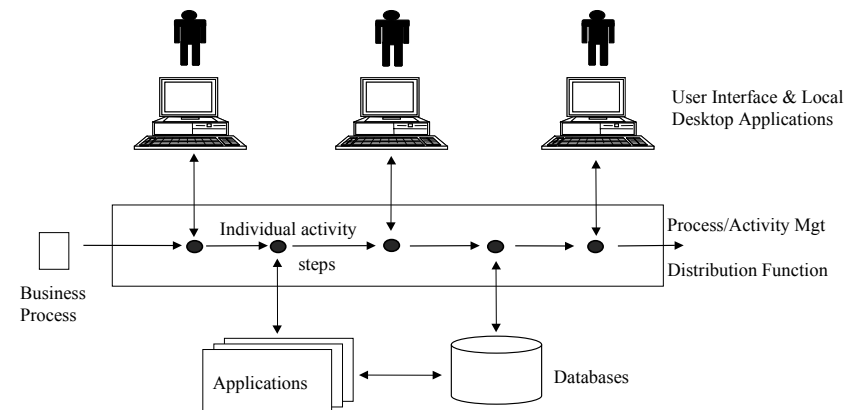 User Interface & Local
Desktop Applications
Individual activity
steps
Process/Activity Mgt
Distribution Function
Business
Process
Applications
Databases